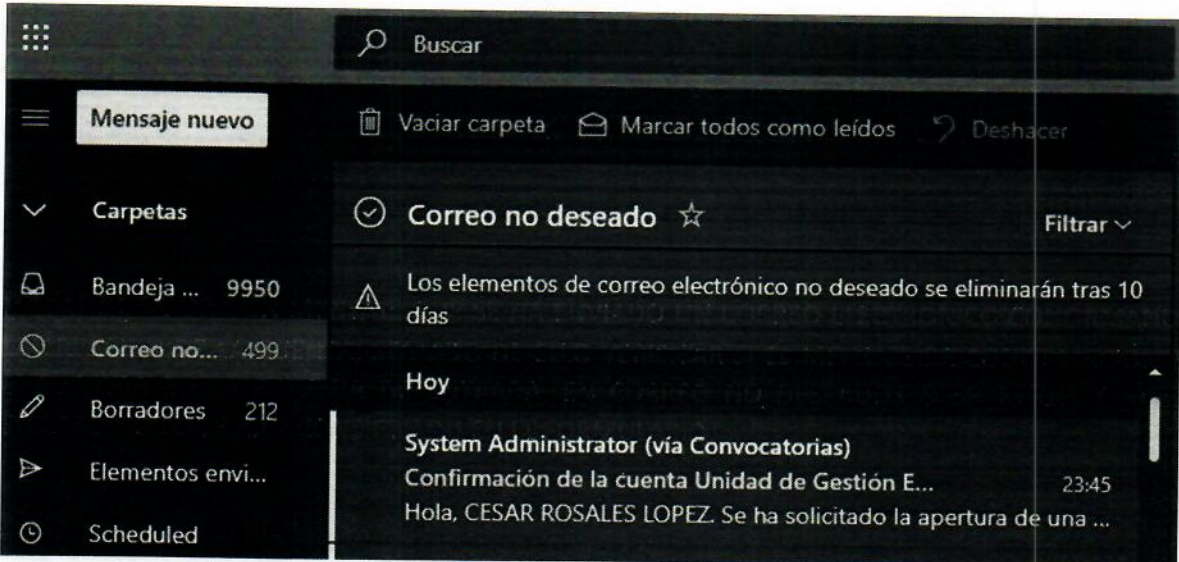 Buscar
Mensaje nuevo
Vaciar carpeta
Marcar todos como leídos
Deshacer
Carpetas
Correo no deseado
Filtrar
Bandeja ... 9950
Los elementos de correo electrónico no deseado se eliminarán tras 10
días
Correo no... 499
Hoy
Borradores 212
System Administrator (vía Convocatorias)
Elementos envi...
Confirmación de la cuenta Unidad de Gestión E... 23:45
Hola, CESAR ROSALES LOPEZ. Se ha solicitado la apertura de una ...
Scheduled